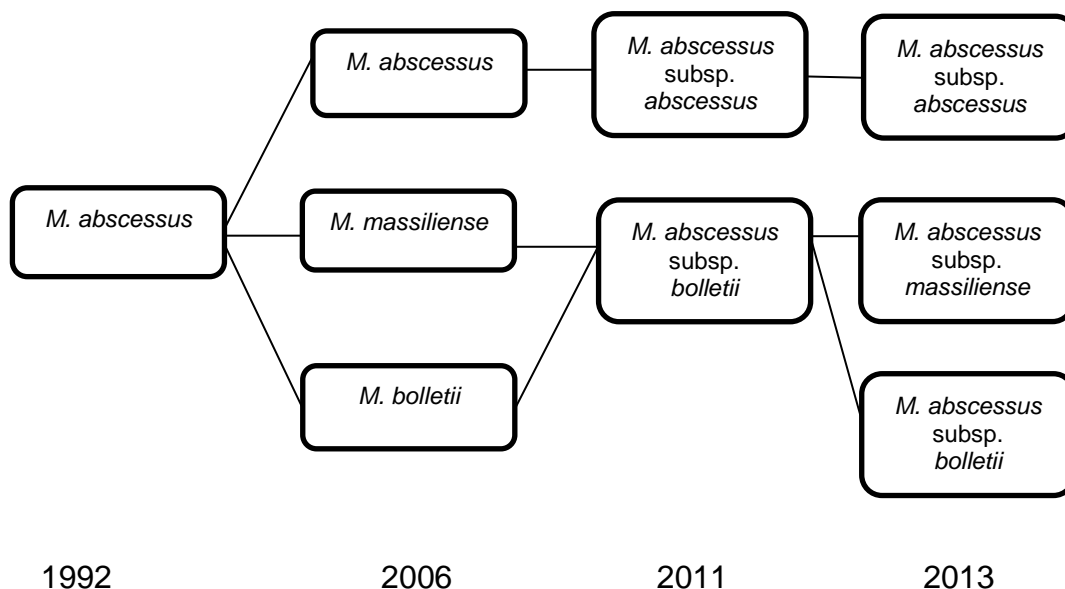 M. abscessus
M. abscessus
M. massiliense
M. bolletii
M. abscessus
subsp.
abscessus
M. abscessus
subsp.
bolletii
M. abscessus
subsp.
abscessus
M. abscessus
subsp.
massiliense
M. abscessus
subsp.
bolletii
1992
2006
2011
2013